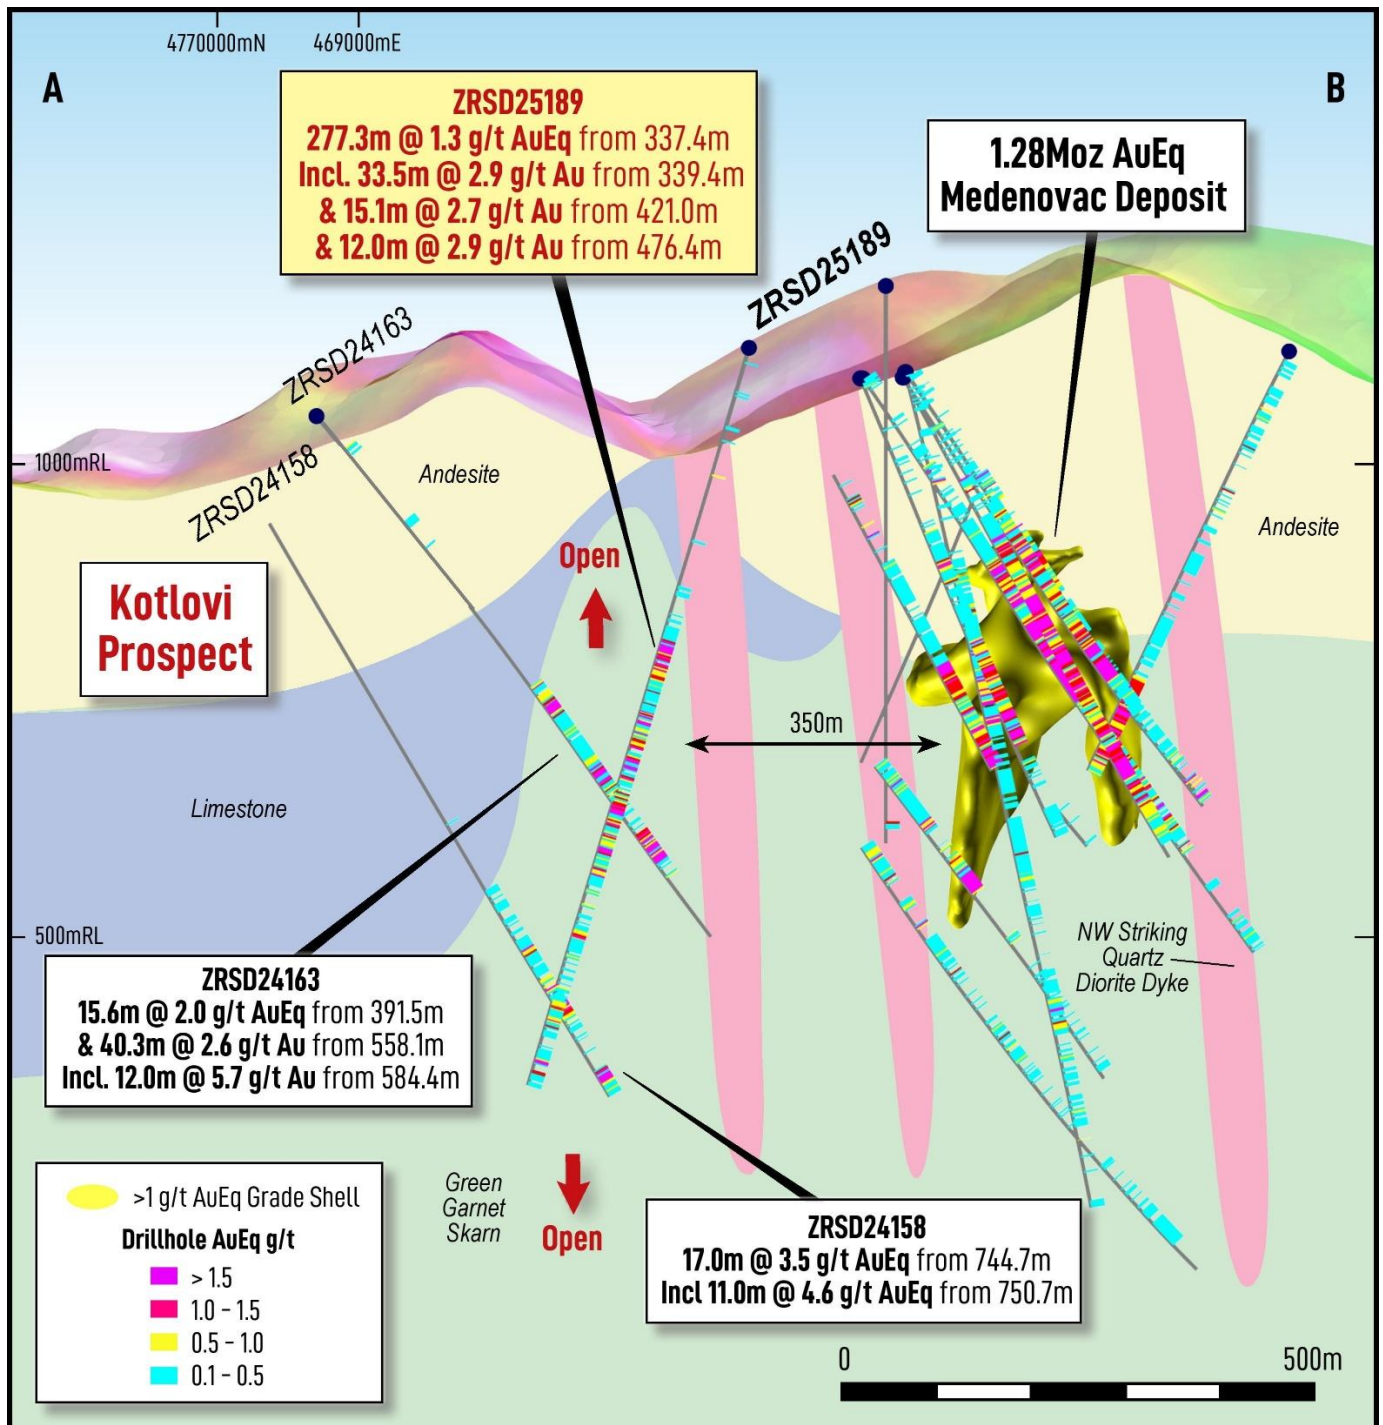 4770000mN 469000mE
A
B
ZRSD25189
277.3m @ 1.3 g/t AuEq from 337.4m
Incl. 33.5m @ 2.9 g/t Au from 339.4m
& 15.1m @ 2.7 g/t Au from 421.0m
& 12.0m @ 2.9 g/t Au from 476.4m
1.28Moz AuEq
Medenovac Deposit
ZRSD25189
ZRSD24163
ZRSD24158
1000mRL
Andesite
Andesite
Open
Kotlovi
Prospect
350m
Limestone
500mRL
NW Striking
Quartz
Diorite Dyke
ZRSD24163
15.6m @ 2.0 g/t AuEq from 391.5m
& 40.3m @ 2.6 g/t Au from 558.1m
Incl. 12.0m @ 5.7 g/t Au from 584.4m
Green
Garnet
Skarn
Open
ZRSD24158
17.0m @ 3.5 g/t AuEq from 744.7m
Incl 11.0m @ 4.6 g/t AuEq from 750.7m
>1 g/t AuEq Grade Shell
Drillhole AuEq g/t
> 1.5
1.0 – 1.5
0.5 – 1.0
0.1 – 0.5
0 500m